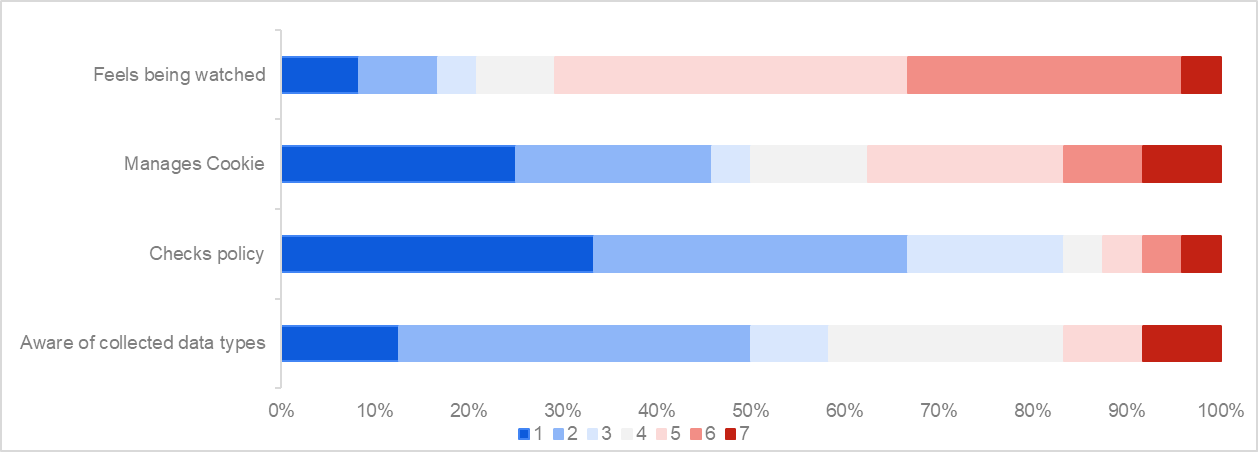 Feels being watched
Manages Cookie
Checks policy
Aware of collected data types
0% 10% 20% 30% 40% 50% 60% 70% 80% 90% 100%
1 2 3 4 5 6 7